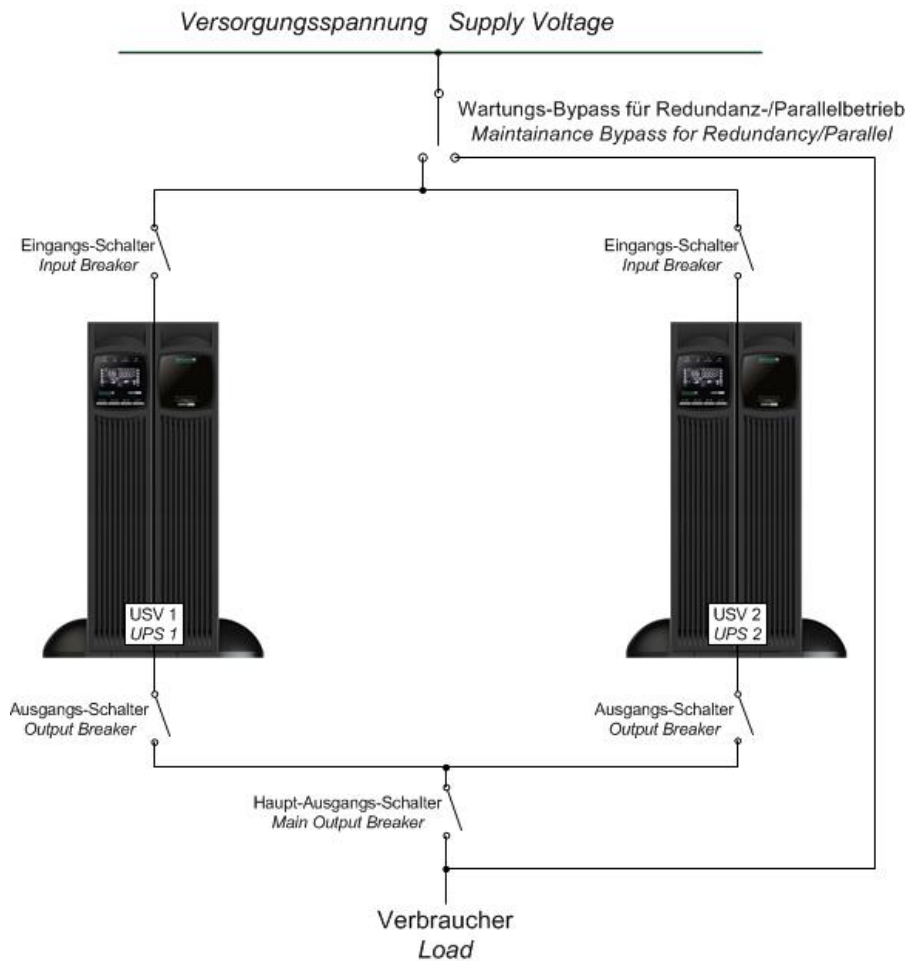 Versorgungsspannung Supply Voltage
Wartungs-Bypass für Redundanz-/Parallelbetrieb
Maintainance Bypass for Redundancy/Parallel
Eingangs-Schalter
Input Breaker
Eingangs-Schalter
Input Breaker
USV 1
UPS 1
USV 2
UPS 2
Ausgangs-Schalter
Output Breaker
Ausgangs-Schalter
Output Breaker
Haupt-Ausgangs-Schalter
Main Output Breaker
Verbraucher
Load